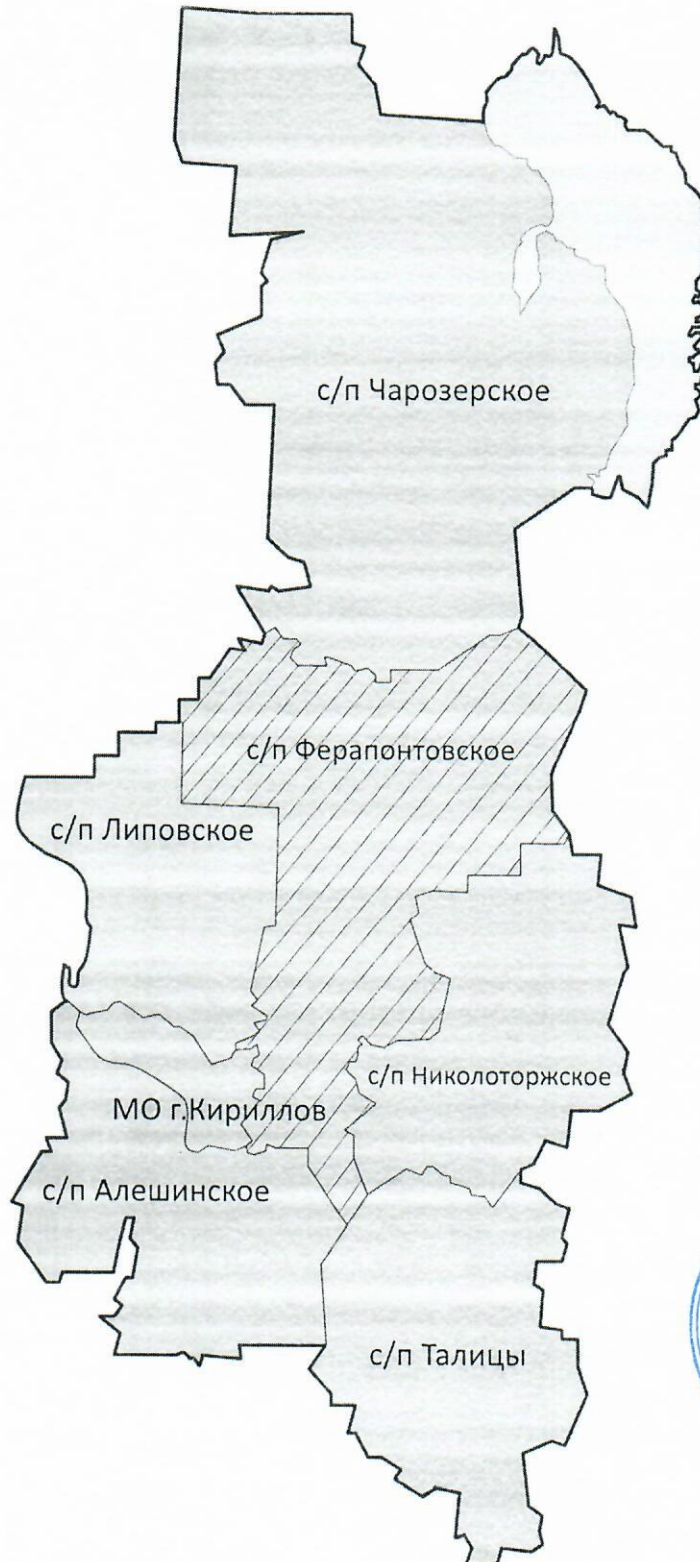 с/п Чарозерское
с/п Ферапонтовское
с/п Липовское
с/п Николоторжское
МО г.Кириллов
с/п Алешинское
с/п Талицы